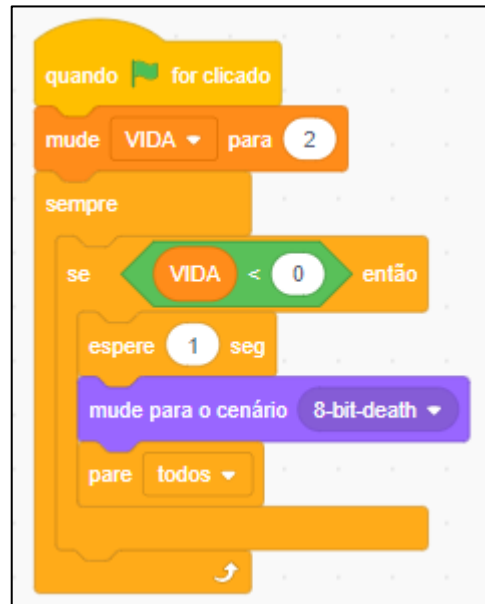 quando for clicado
mude VIDA para 2
sempre
se VIDA < 0 então
espere 1 seg
mude para o cenário 8-bit-death
pare todos